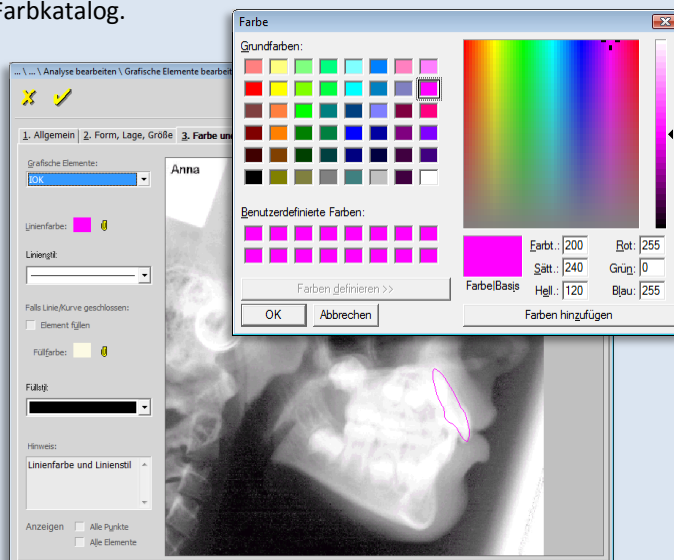 Farbkatalog.
Farbe
Grundfarben:
Benutzerdefinierte Farben:
Farben definieren >>
OK
Abbrechen
Farbe|Basis
Farbt.: 200
Sätt.: 240
Hell.: 120
Rot: 255
Grün: 0
Blau: 255
Farben hinzufügen
... \ ... \ Analyse bearbeiten \ Grafische Elemente bearbeit
1. Allgemein
2. Form, Lage, Größe
3. Farbe un
Grafische Elemente:
IOK
Linienfarbe:
Linienstil:
Falls Linie/Kurve geschlossen:
Element füllen
Füllfarbe:
Füllstil:
Hinweis:
Linienfarbe und Linienstil
Anzeigen
Alle Punkte
Alle Elemente
Anna